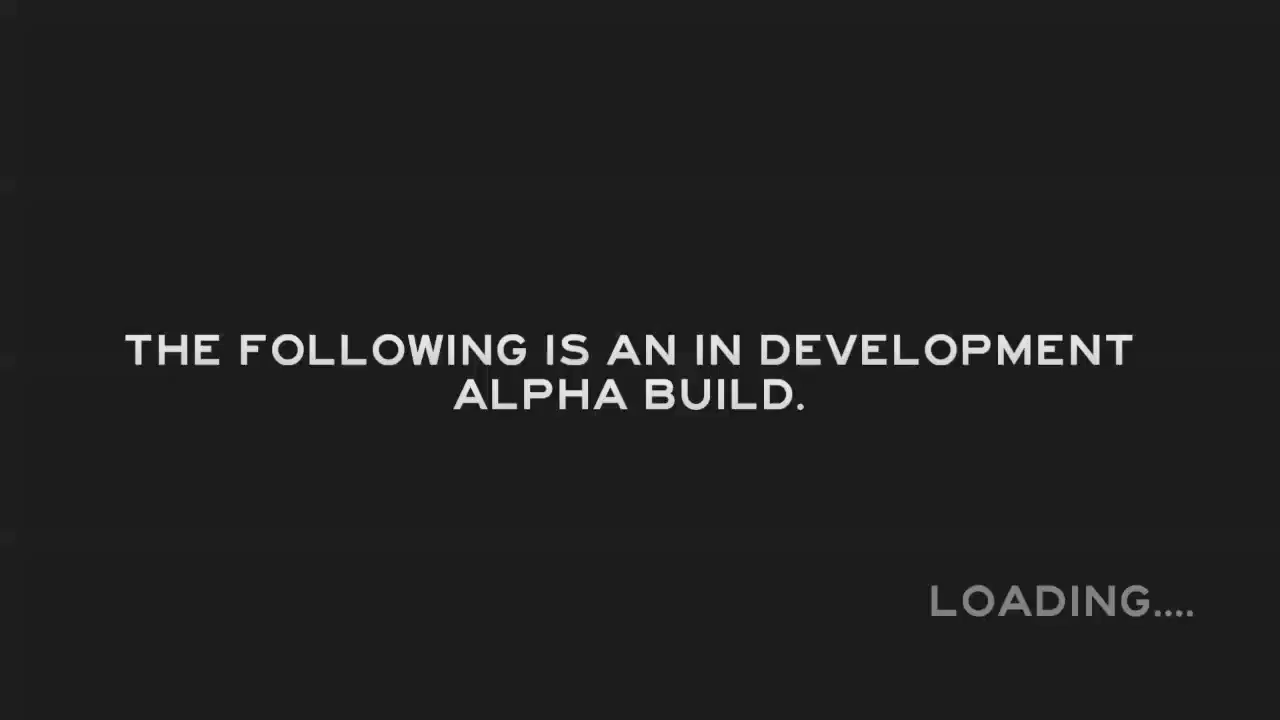 THE FOLLOWING IS AN IN DEVELOPMENT
ALPHA BUILD.
LOADING....